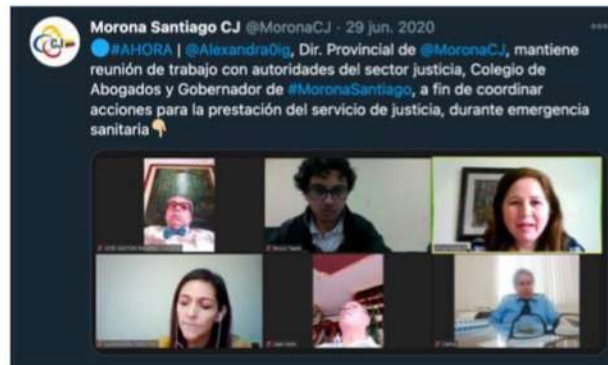 Morona Santiago CJ @MoronaCJ · 29 jun. 2020
#AHORA | @Alexandra0ig, Dir. Provincial de @MoronaCJ, mantiene
reunión de trabajo con autoridades del sector justicia, Colegio de
Abogados y Gobernador de #MoronaSantiago, a fin de coordinar
acciones para la prestación del servicio de justicia, durante emergencia
sanitaria